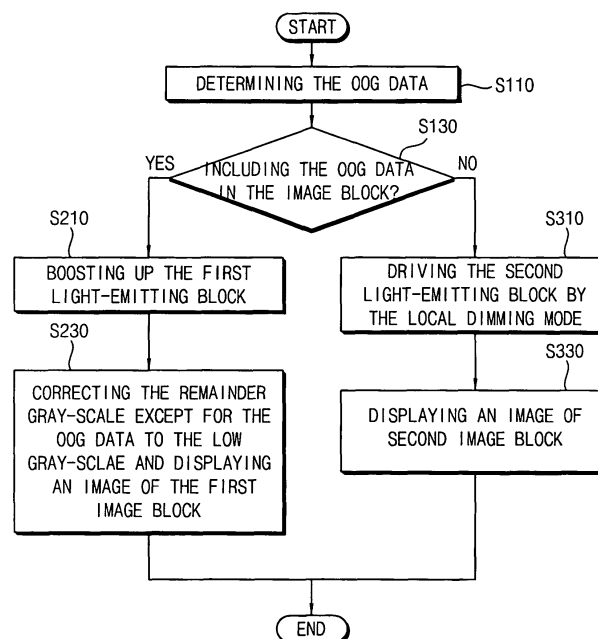 START
DETERMINING THE OOG DATA
S110
S130
YES
INCLUDING THE OOG DATA
IN THE IMAGE BLOCK?
NO
S210
BOOSTING UP THE FIRST
LIGHT-EMITTING BLOCK
S230
CORRECTING THE REMAINDER
GRAY-SCALE EXCEPT FOR THE
OOG DATA TO THE LOW
GRAY-SCLAE AND DISPLAYING
AN IMAGE OF THE FIRST
IMAGE BLOCK
S310
DRIVING THE SECOND
LIGHT-EMITTING BLOCK BY
THE LOCAL DIMMING MODE
S330
DISPLAYING AN IMAGE OF
SECOND IMAGE BLOCK
END